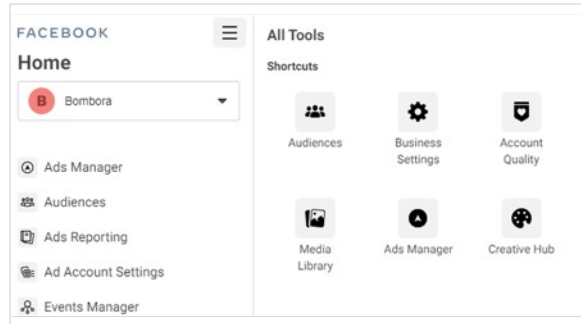 FACEBOOK
Home
B Bombora
Ads Manager
Audiences
Ads Reporting
Ad Account Settings
Events Manager
All Tools
Shortcuts
Audiences
Business
Settings
Account
Quality
Media
Library
Ads Manager
Creative Hub